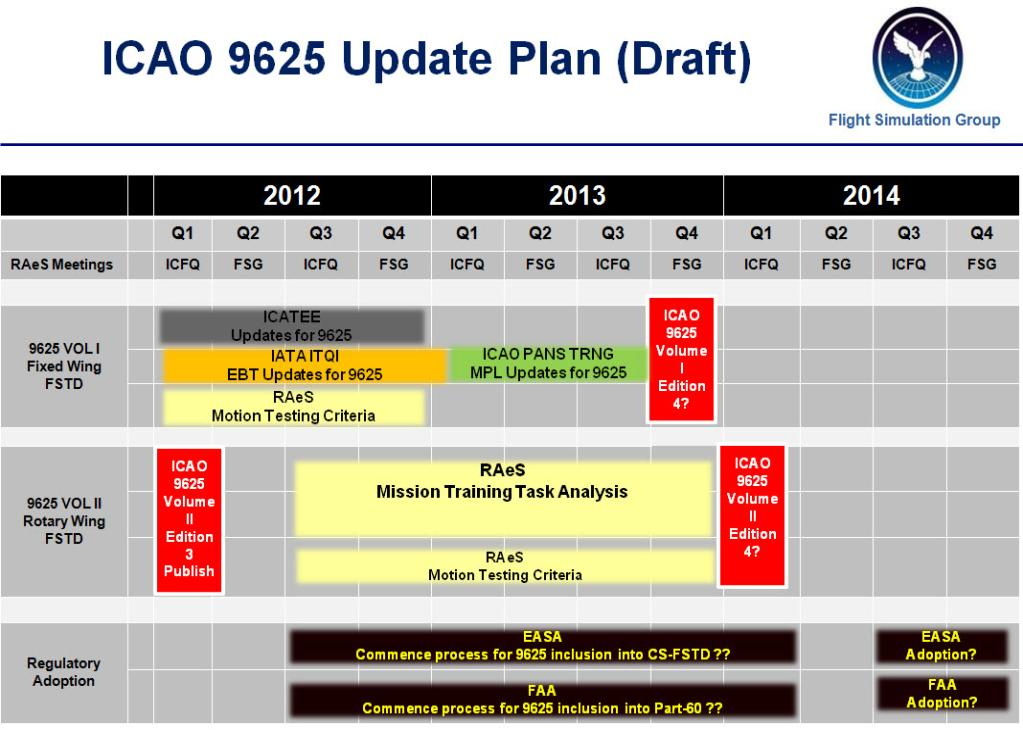 ICAO 9625 Update Plan (Draft)
Flight Simulation Group
2012 2013 2014
Q1 Q2 Q3 Q4 Q1 Q2 Q3 Q4 Q1 Q2 Q3 Q4
RAeS Meetings ICFQ FSG ICFQ FSG ICFQ FSG ICFQ FSG ICFQ FSG ICFQ FSG
9625 VOL I
Fixed Wing
FSTD
ICATEE
Updates for 9625
IATA ITQI
EBT Updates for 9625
RAeS
Motion Testing Criteria
ICAO PANS TRNG
MPL Updates for 9625
ICAO
9625
Volume
I
Edition
4?
9625 VOL II
Rotary Wing
FSTD
ICAO
9625
Volume
II
Edition
3
Publish
RAeS
Mission Training Task Analysis
RAeS
Motion Testing Criteria
ICAO
9625
Volume
II
Edition
4?
Regulatory
Adoption
EASA
Commence process for 9625 inclusion into CS-FSTD ??
EASA
Adoption?
FAA
Commence process for 9625 inclusion into Part-60 ??
FAA
Adoption?